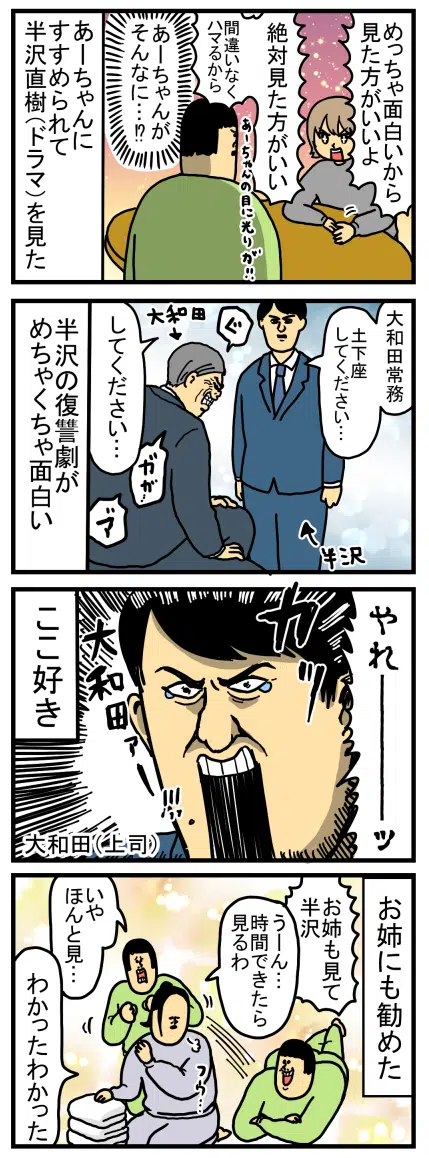 めっちゃ面白いから
見た方がいいよ
絶対見た方がいい
間違いなく
ハマるから
あーちゃんの目に光りが!!
あーちゃんが
そんなに…!?
あーちゃんに
すすめられて
半沢直樹(ドラマ)を見た
大和田常務
土下座
してください…
ぐ
大和田
してください…
ガガ
ブア
半沢
半沢の復讐劇が
めちゃくちゃ面白い
やれーーーッ
カッ
大和田ァー!!!
ここ好き
大和田(上司)
お姉にも勧めた
お姉も見て
半沢
うーん…
時間できたら
見るわ
いや
ほんと見…
フゥ…
わかったわかった